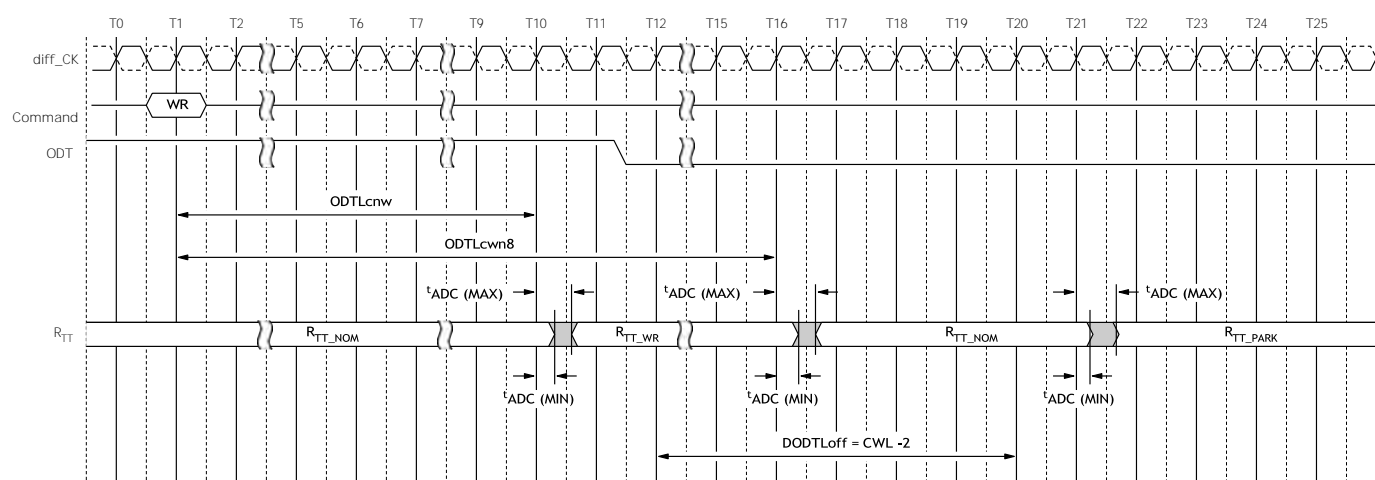 T0 T1 T2 T5 T6 T7 T9 T10 T11 T12 T15 T16 T17 T18 T19 T20 T21 T22 T23 T24 T25
diff_CK
WR
Command
ODT
ODTLcnw
ODTLcwn8
tADC (MAX) tADC (MAX) tADC (MAX)
RTT RTT_NOM RTT_WR RTT_NOM RTT_PARK
tADC (MIN) tADC (MIN) tADC (MIN)
DODTLoff = CWL -2